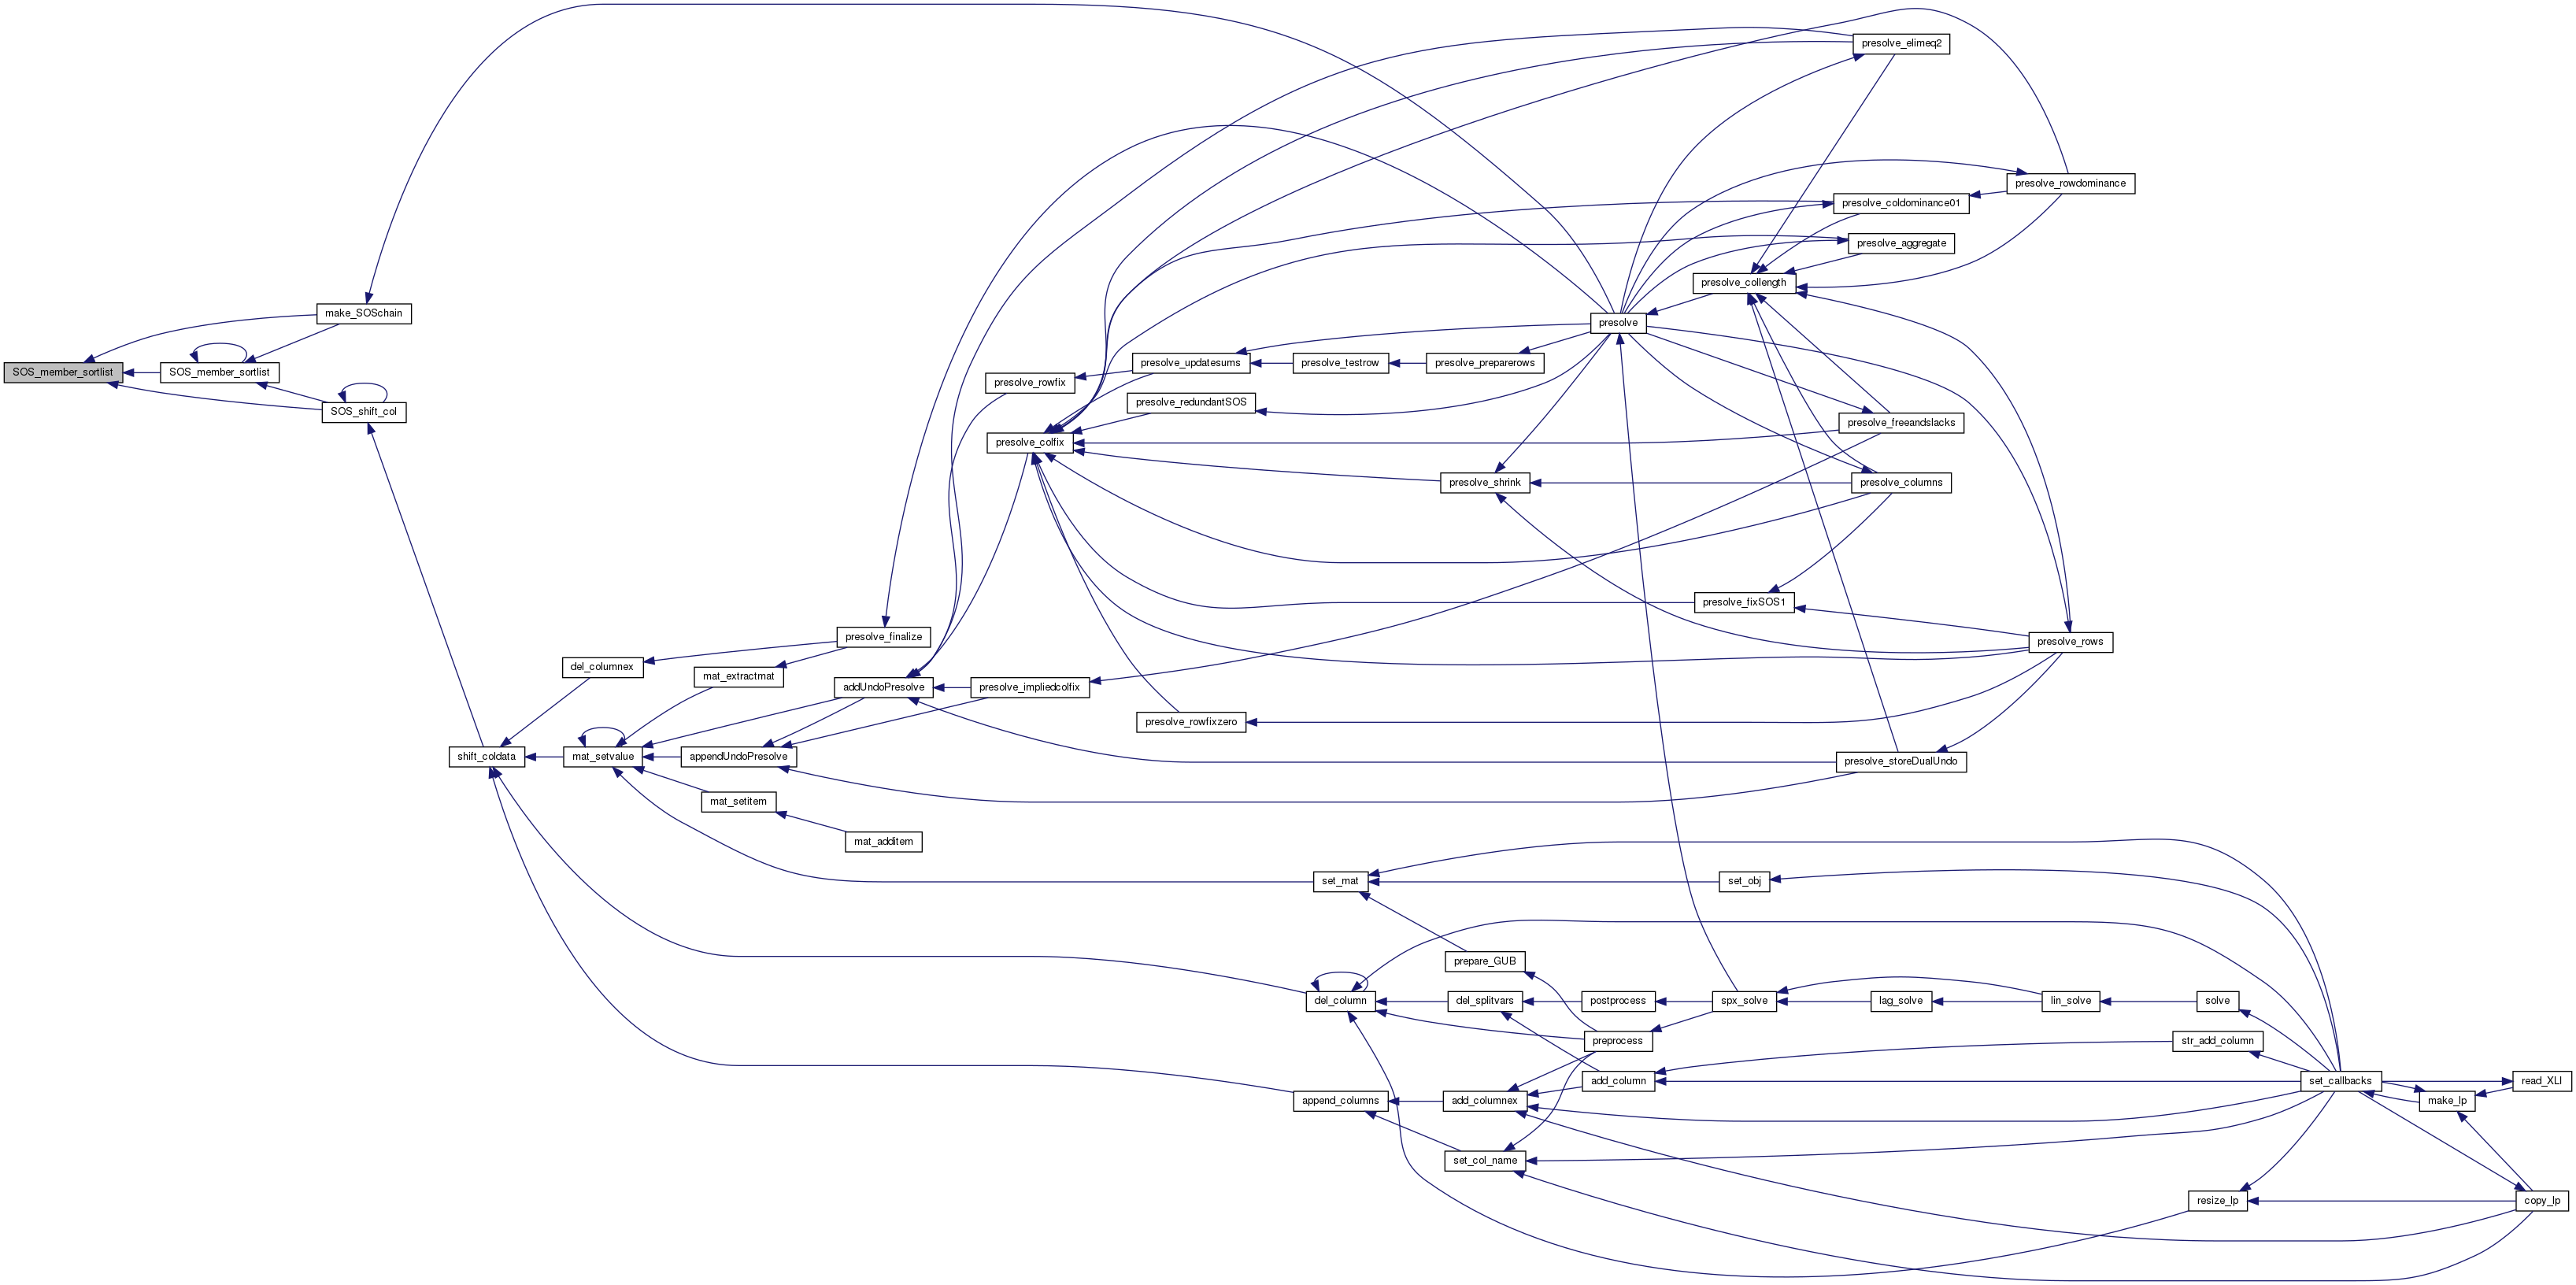 presolve_elimeq2
presolve_rowdominance
presolve_coldominance01
presolve_aggregate
presolve_collength
make_SOSchain
presolve
presolve_updatesums
presolve_testrow
presolve_preparerows
SOS_member_sortlist
SOS_member_sortlist
presolve_rowfix
presolve_redundantSOS
SOS_shift_col
presolve_freeandslacks
presolve_colfix
presolve_shrink
presolve_columns
presolve_fixSOS1
presolve_finalize
presolve_rows
del_columnex
mat_extractmat
addUndoPresolve
presolve_impliedcolfix
presolve_rowfixzero
shift_coldata
mat_setvalue
appendUndoPresolve
presolve_storeDualUndo
mat_setitem
mat_additem
set_mat
set_obj
prepare_GUB
del_column
del_splitvars
postprocess
spx_solve
lag_solve
lin_solve
solve
preprocess
str_add_column
add_column
set_callbacks
read_XLI
append_columns
add_columnex
make_lp
set_col_name
resize_lp
copy_lp